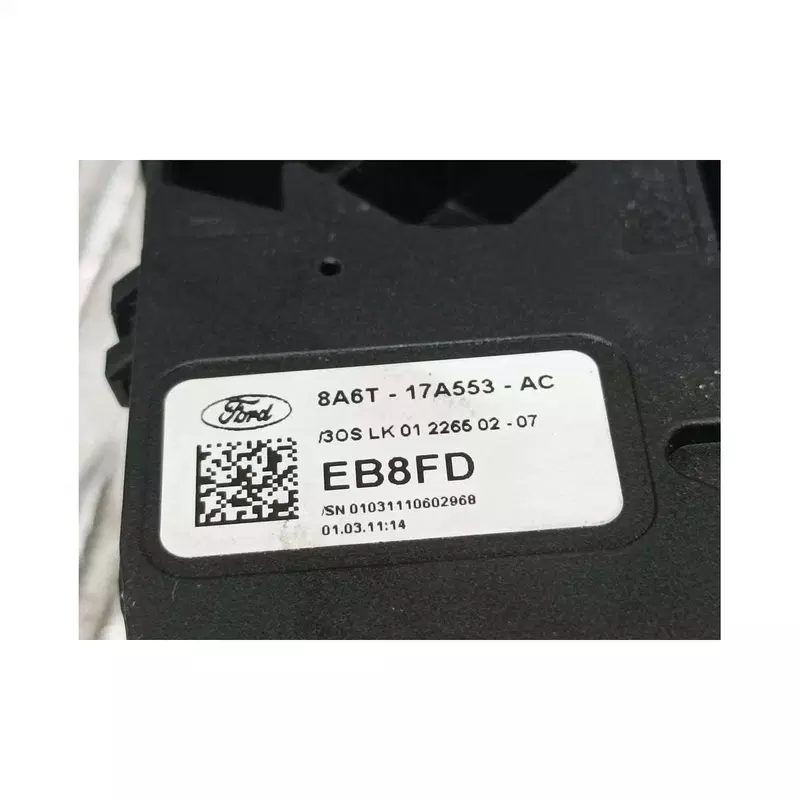 Ford
8A6T - 17A553 - AC
/3OS LK 01 2266 02 - 07
EB8FD
/SN 01031110602968
01.03.11:14